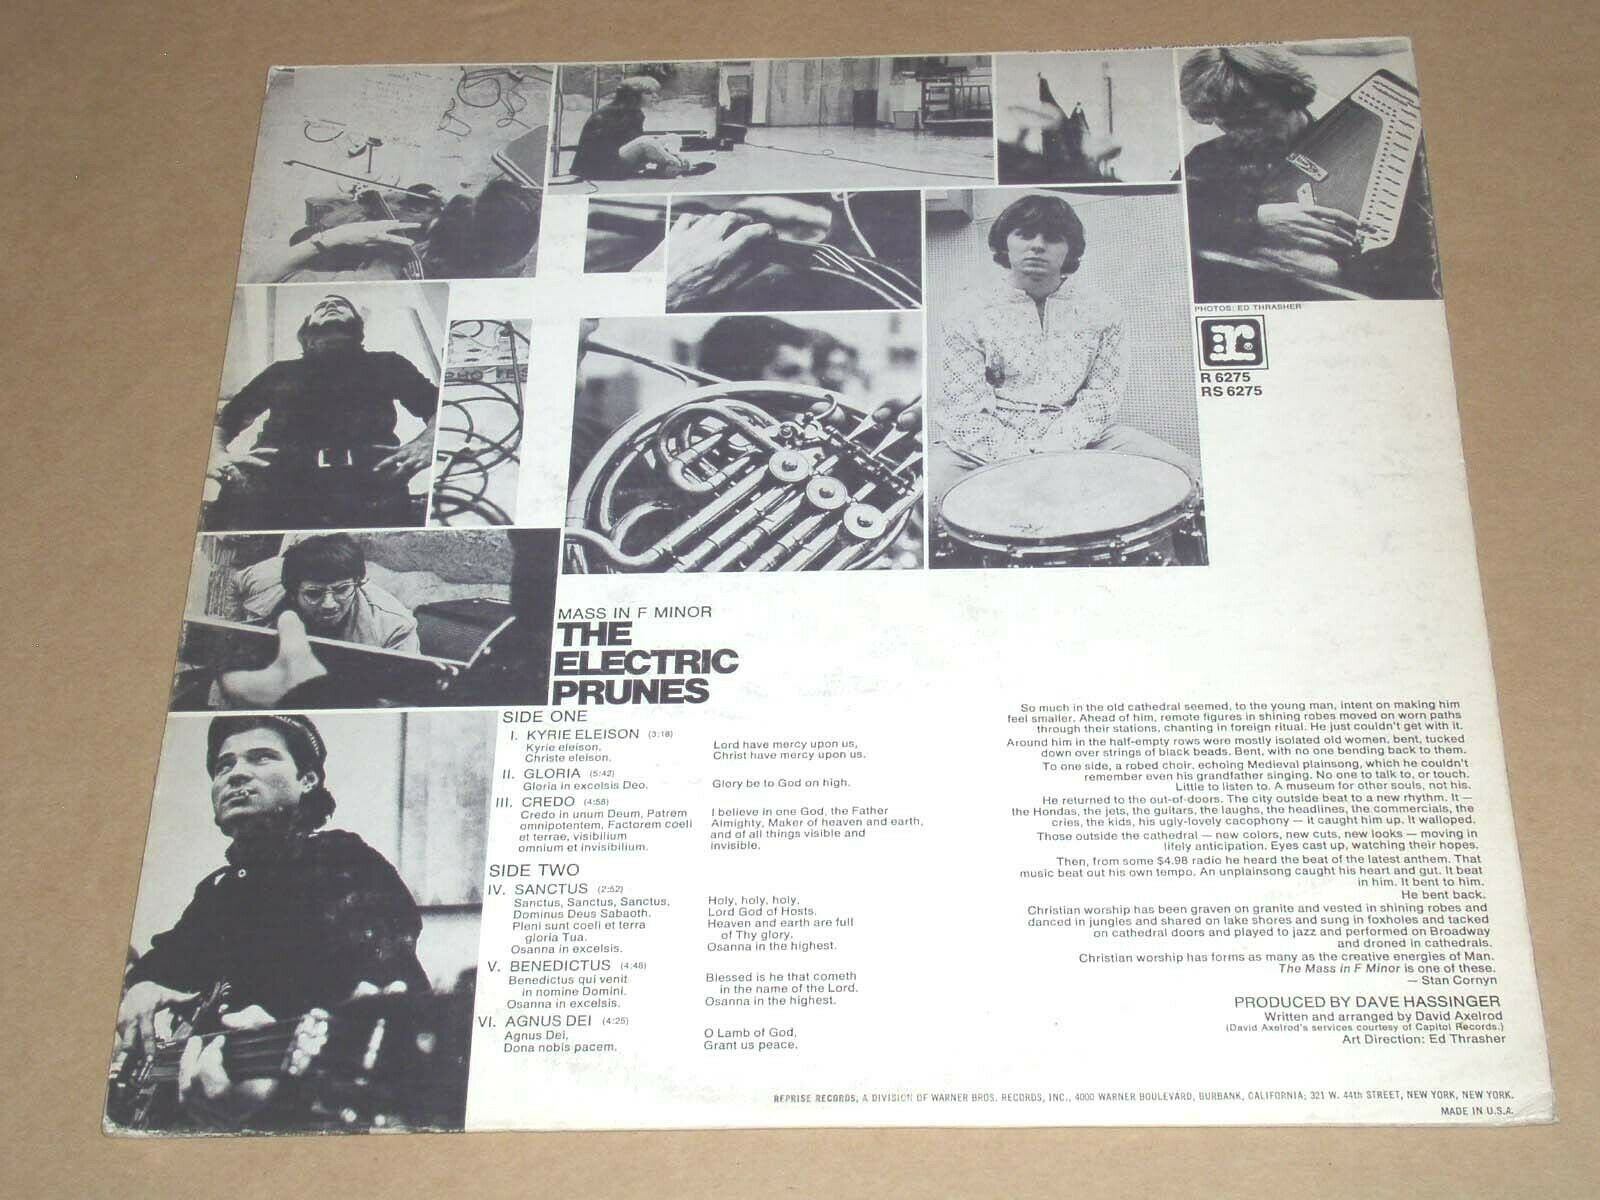 PHOTOS: ED THRASHER
r
®
R 6275
RS 6275
MASS IN F MINOR
THE
ELECTRIC
PRUNES
SIDE ONE
I. KYRIE ELEISON (3:18)
Kyrie eleison, Lord have mercy upon us,
Christe eleison. Christ have mercy upon us.
II. GLORIA (5:42)
Gloria in excelsis Deo. Glory be to God on high.
III. CREDO (4:58)
Credo in unum Deum, Patrem I believe in one God, the Father
omnipotentem, Factorem coeli Almighty, Maker of heaven and earth,
et terrae, visibilium and of all things visible and
omnium et invisibilium. invisible.
SIDE TWO
IV. SANCTUS (2:52)
Sanctus, Sanctus, Sanctus, Holy, holy, holy,
Dominus Deus Sabaoth. Lord God of Hosts.
Pleni sunt coeli et terra Heaven and earth are full
gloria Tua. of Thy glory.
Osanna in excelsis. Osanna in the highest.
V. BENEDICTUS (4:48)
Benedictus qui venit Blessed is he that cometh
in nomine Domini. in the name of the Lord.
Osanna in excelsis. Osanna in the highest.
VI. AGNUS DEI (4:25)
Agnus Dei, O Lamb of God,
Dona nobis pacem. Grant us peace.
So much in the old cathedral seemed, to the young man, intent on making him
feel smaller. Ahead of him, remote figures in shining robes moved on worn paths
through their stations, chanting in foreign ritual. He just couldn't get with it.
Around him in the half-empty rows were mostly isolated old women, bent, tucked
down over strings of black beads. Bent, with no one bending back to them.
To one side, a robed choir, echoing Medieval plainsong, which he couldn't
remember even his grandfather singing. No one to talk to, or touch.
Little to listen to. A museum for other souls, not his.
He returned to the out-of-doors. The city outside beat to a new rhythm. It —
the Hondas, the jets, the guitars, the laughs, the headlines, the commercials, the
cries, the kids, his ugly-lovely cacophony — it caught him up. It walloped.
Those outside the cathedral — new colors, new cuts, new looks — moving in
lifely anticipation. Eyes cast up, watching their hopes.
Then, from some $4.98 radio he heard the beat of the latest anthem. That
music beat out his own tempo. An unplainsong caught his heart and gut. It beat
in him. It bent to him.
He bent back.
Christian worship has been graven on granite and vested in shining robes and
danced in jungles and shared on lake shores and sung in foxholes and tacked
on cathedral doors and played to jazz and performed on Broadway
and droned in cathedrals.
Christian worship has forms as many as the creative energies of Man.
The Mass in F Minor is one of these.
— Stan Cornyn
PRODUCED BY DAVE HASSINGER
Written and arranged by David Axelrod
(David Axelrod's services courtesy of Capitol Records.)
Art Direction: Ed Thrasher
REPRISE RECORDS, A DIVISION OF WARNER BROS. RECORDS, INC., 4000 WARNER BOULEVARD, BURBANK, CALIFORNIA; 321 W. 44th STREET, NEW YORK, NEW YORK.
MADE IN U.S.A.